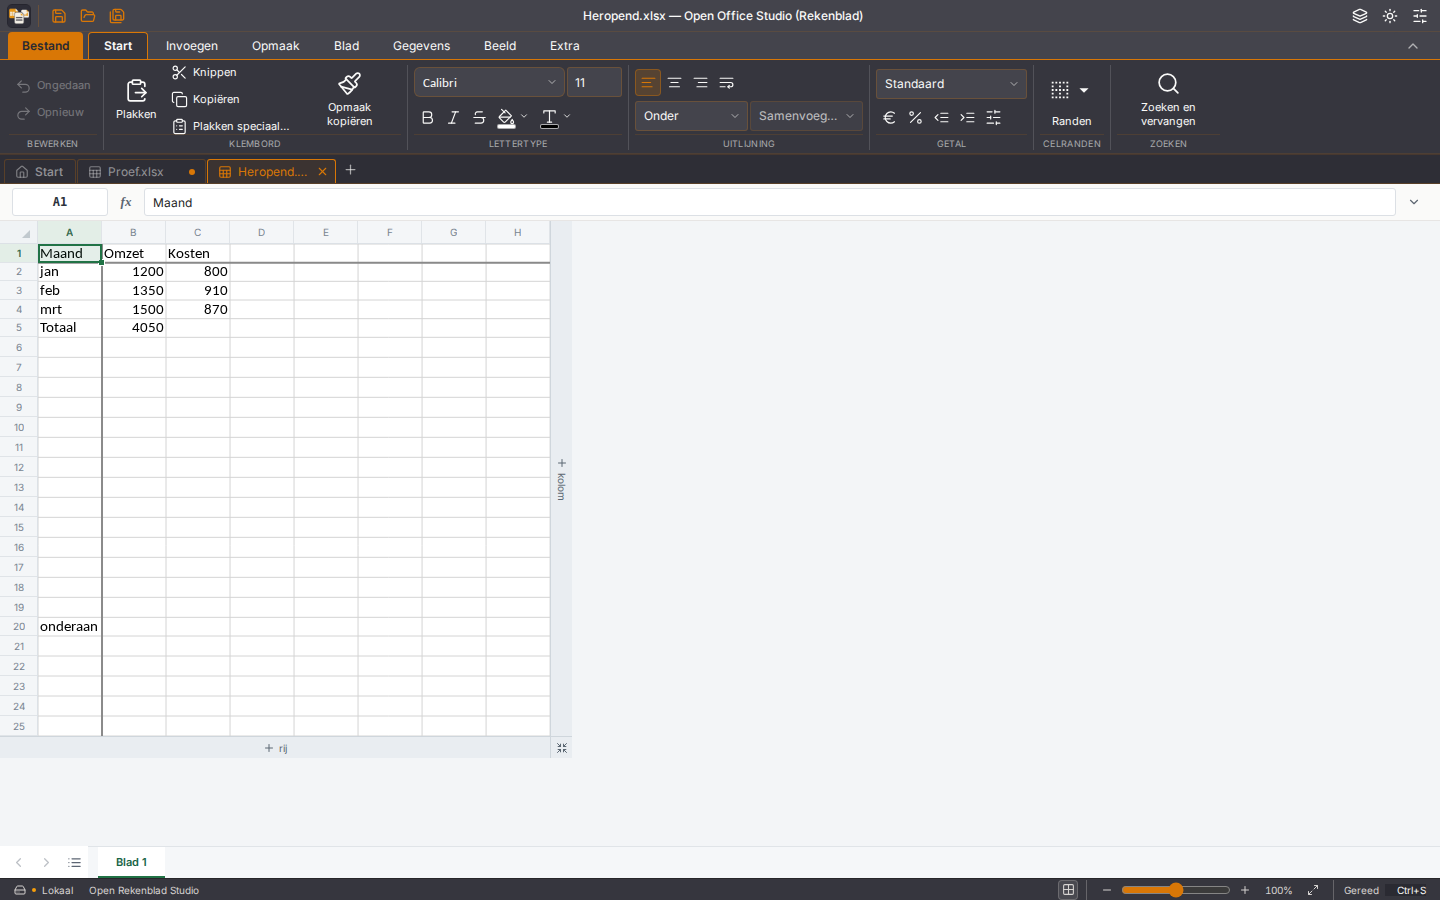 Heropend.xlsx — Open Office Studio (Rekenblad)
Bestand Start Invoegen Opmaak Blad Gegevens Beeld Extra
Ongedaan
Opnieuw
BEWERKEN
Plakken
Knippen
Kopiëren
Plakken speciaal...
Opmaak
kopiëren
KLEMBORD
Calibri 11
B I S T
LETTERTYPE
Onder Samenvoeg...
UITLIJNING
Standaard
€ %
GETAL
Randen
CELRANDEN
Zoeken en
vervangen
ZOEKEN
Start Proef.xlsx Heropend....
A1 fx Maand
A B C D E F G H
1 Maand Omzet Kosten
2 jan 1200 800
3 feb 1350 910
4 mrt 1500 870
5 Totaal 4050
6
7
8
9
10
11
12
13
14
15
16
17
18
19
20 onderaan
21
22
23
24
25
+ kolom
+ rij
Blad 1
Lokaal Open Rekenblad Studio 100% Gereed Ctrl+S